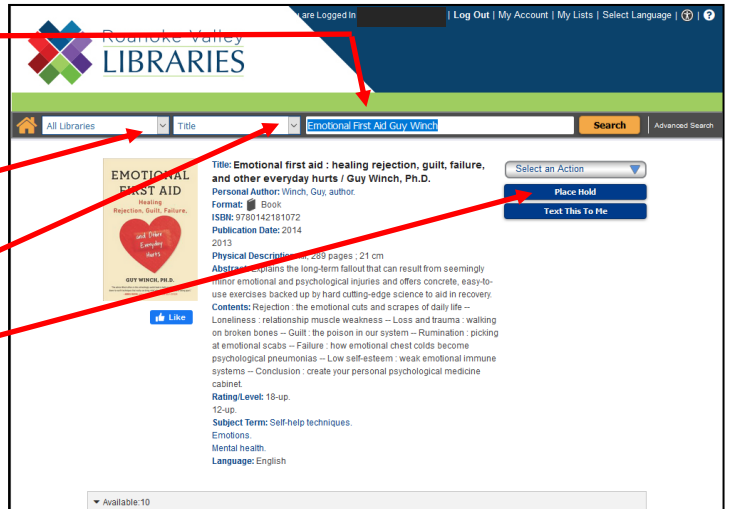 are Logged In | Log Out | My Account | My Lists | Select Language | | ?
Roanoke Valley
LIBRARIES
All Libraries Title Emotional First Aid Guy Winch Search Advanced Search
EMOTIONAL
FIRST AID
Healing
Rejection, Guilt, Failure,
and Other
Everyday
Hurts
GUY WINCH, PH.D.
Like
Title: Emotional first aid : healing rejection, guilt, failure,
and other everyday hurts / Guy Winch, Ph.D.
Personal Author: Winch, Guy, author.
Format: Book
ISBN: 9780142181072
Publication Date: 2014
2013
Physical Description: 289 pages ; 21 cm
Abstract: Explains the long-term fallout that can result from seemingly
minor emotional and psychological injuries and offers concrete, easy-to-
use exercises backed up by hard cutting-edge science to aid in recovery.
Contents: Rejection : the emotional cuts and scrapes of daily life --
Loneliness : relationship muscle weakness -- Loss and trauma : walking
on broken bones -- Guilt : the poison in our system -- Rumination : picking
at emotional scabs -- Failure : how emotional chest colds become
psychological pneumonias -- Low self-esteem : weak emotional immune
systems -- Conclusion : create your personal psychological medicine
cabinet.
Rating/Level: 18-up.
12-up.
Subject Term: Self-help techniques.
Emotions.
Mental health.
Language: English
Select an Action
Place Hold
Text This To Me
Available:10